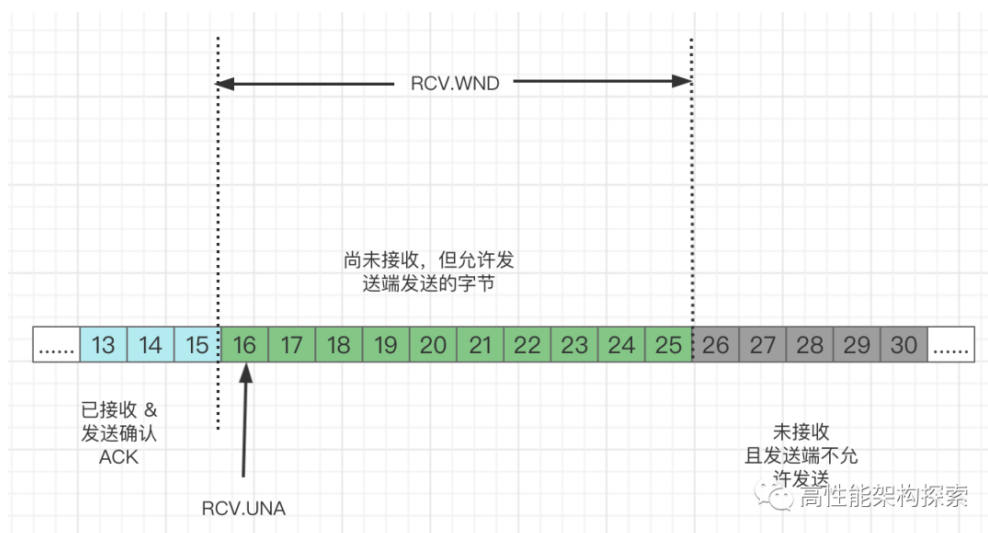 RCV.WND
尚未接收，但允许发
送端发送的字节
...... 13 14 15 16 17 18 19 20 21 22 23 24 25 26 27 28 29 30 ......
已接收 &
发送确认
ACK
未接收
且发送端不允
许发送
高性能架构探索
RCV.UNA